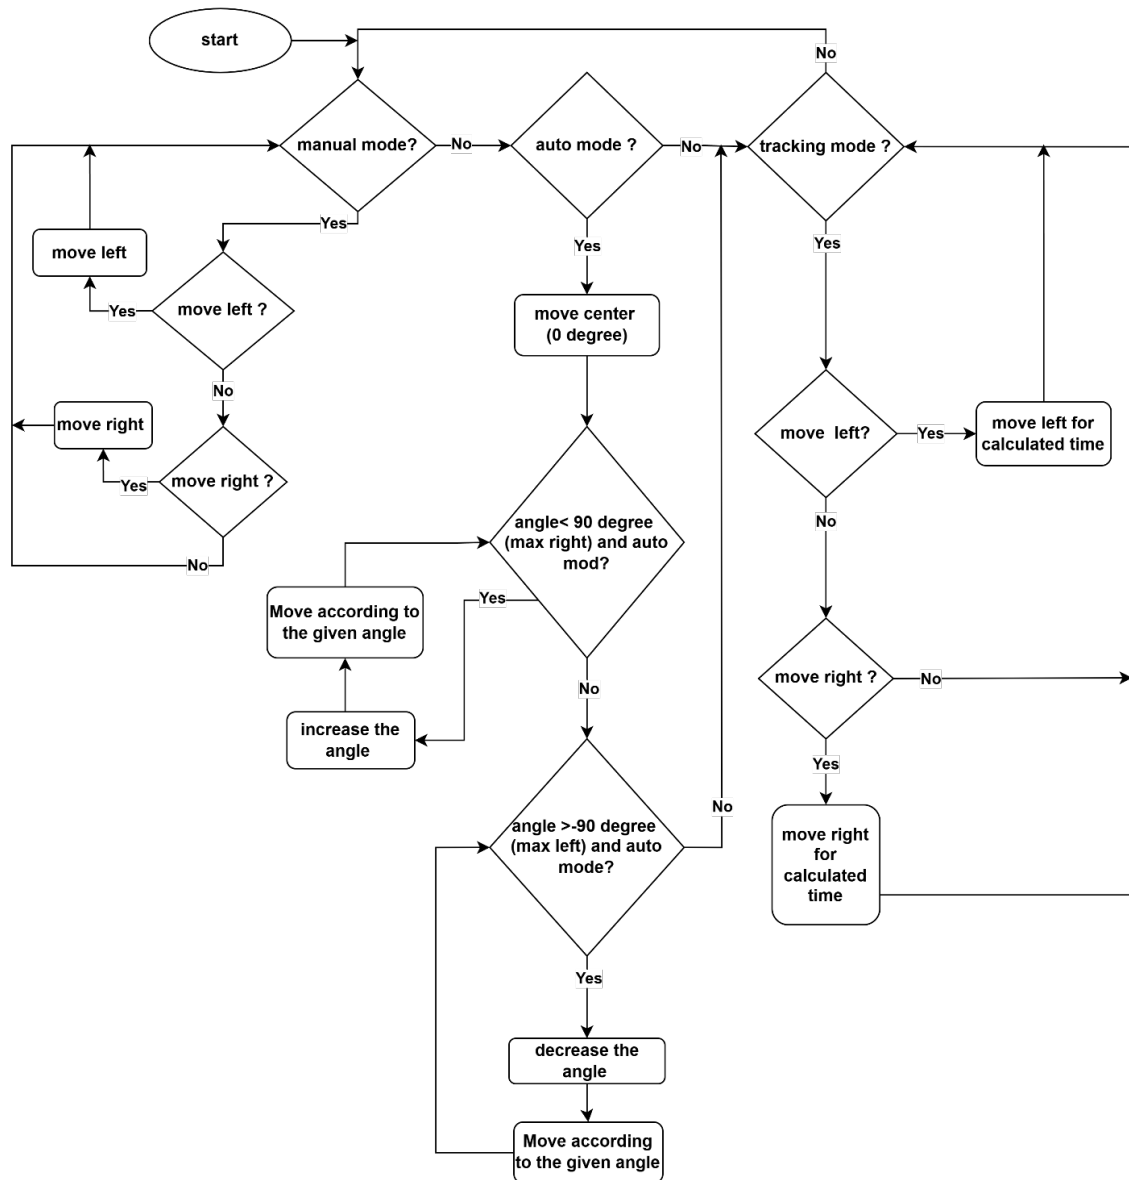 start
No
manual mode?
No
auto mode ?
No
tracking mode ?
Yes
Yes
Yes
move left
move left ?
Yes
move center
(0 degree)
No
move right
move left?
Yes
move left for
calculated time
move right ?
Yes
No
No
angle< 90 degree
(max right) and auto
mod?
Yes
Move according to
the given angle
move right ?
No
No
increase the
angle
Yes
No
angle >-90 degree
(max left) and auto
mode?
move right
for
calculated
time
Yes
decrease the
angle
Move according
to the given angle